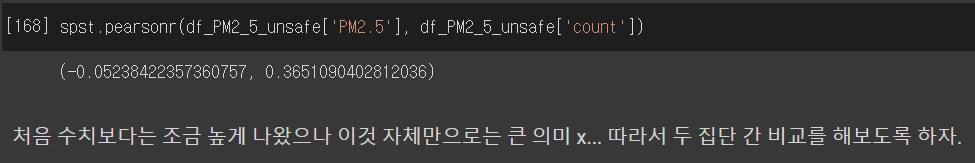 [168] spst.pearsonr(df_PM2_5_unsafe['PM2.5'], df_PM2_5_unsafe['count'])
(-0.05238422357360757, 0.3651090402812036)
처음 수치보다는 조금 높게 나왔으나 이것 자체만으로는 큰 의미 x... 따라서 두 집단 간 비교를 해보도록 하자.